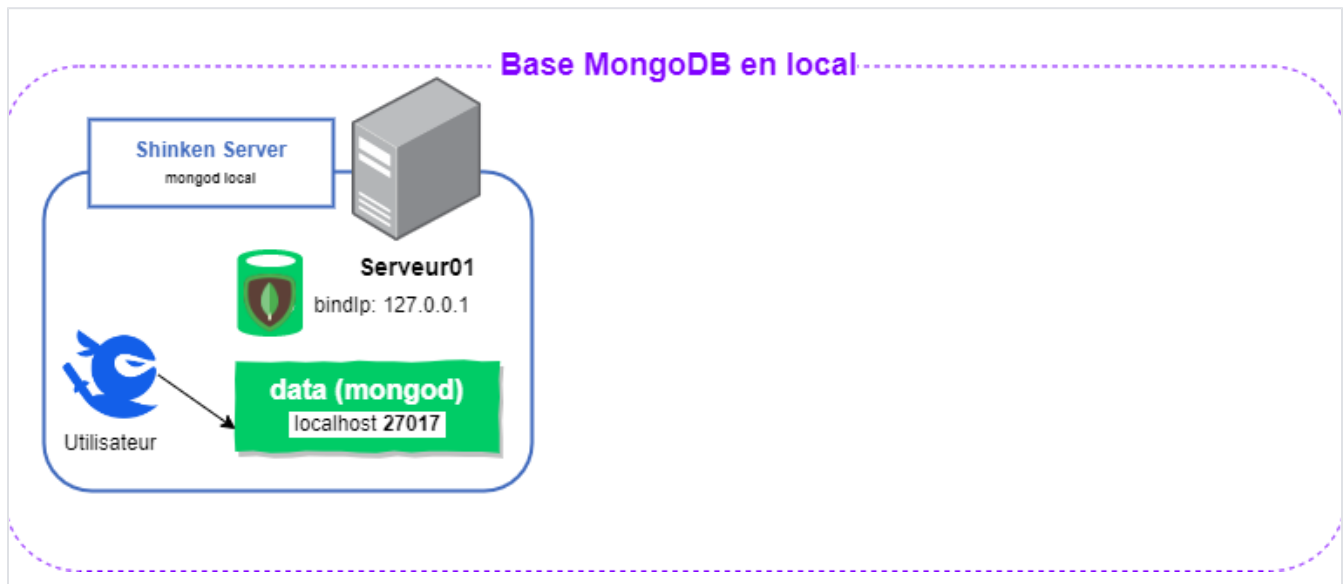 Base MongoDB en local
Shinken Server
mongod local
Serveur01
bindIp: 127.0.0.1
data (mongod)
localhost 27017
Utilisateur